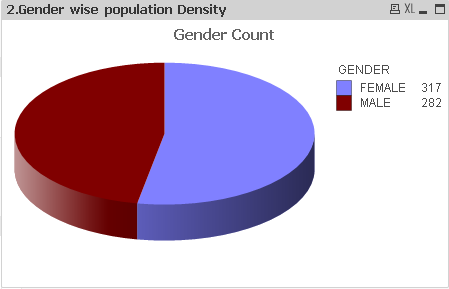 2.Gender wise population Density XL
Gender Count
GENDER
FEMALE 317
MALE 282